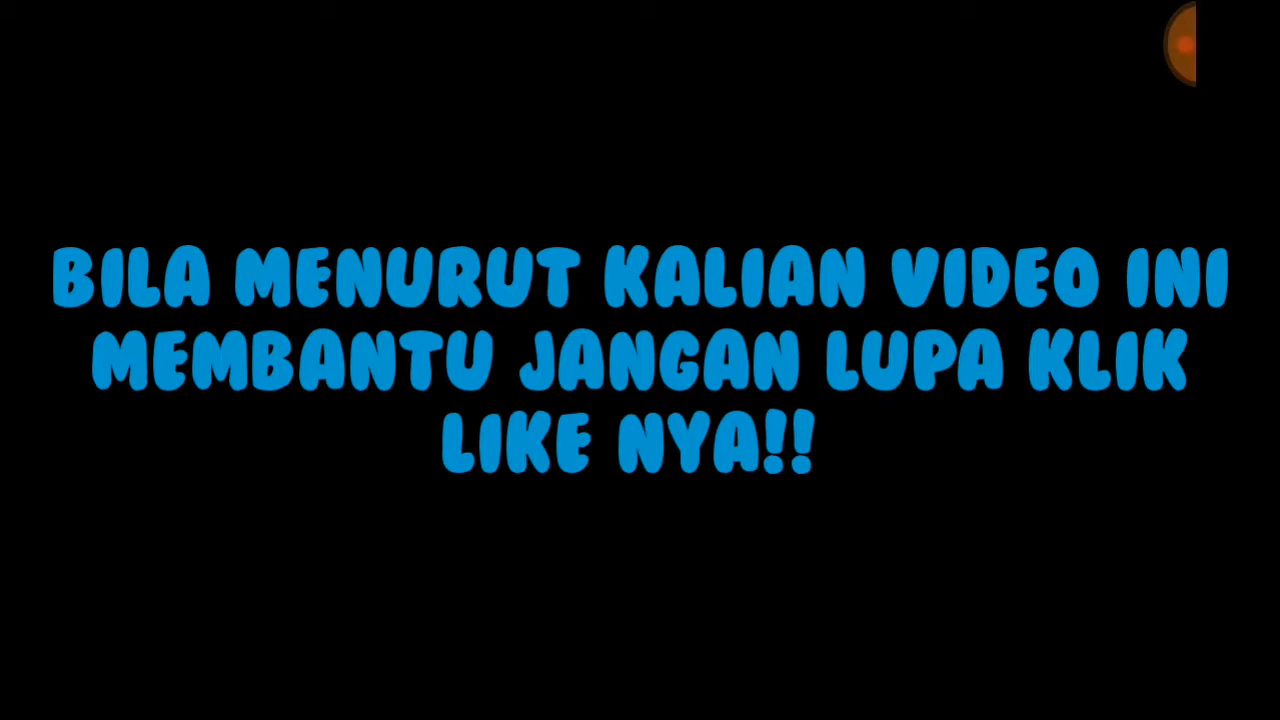 BILA MENURUT KALIAN VIDEO INI
MEMBANTU JANGAN LUPA KLIK
LIKE NYA!!